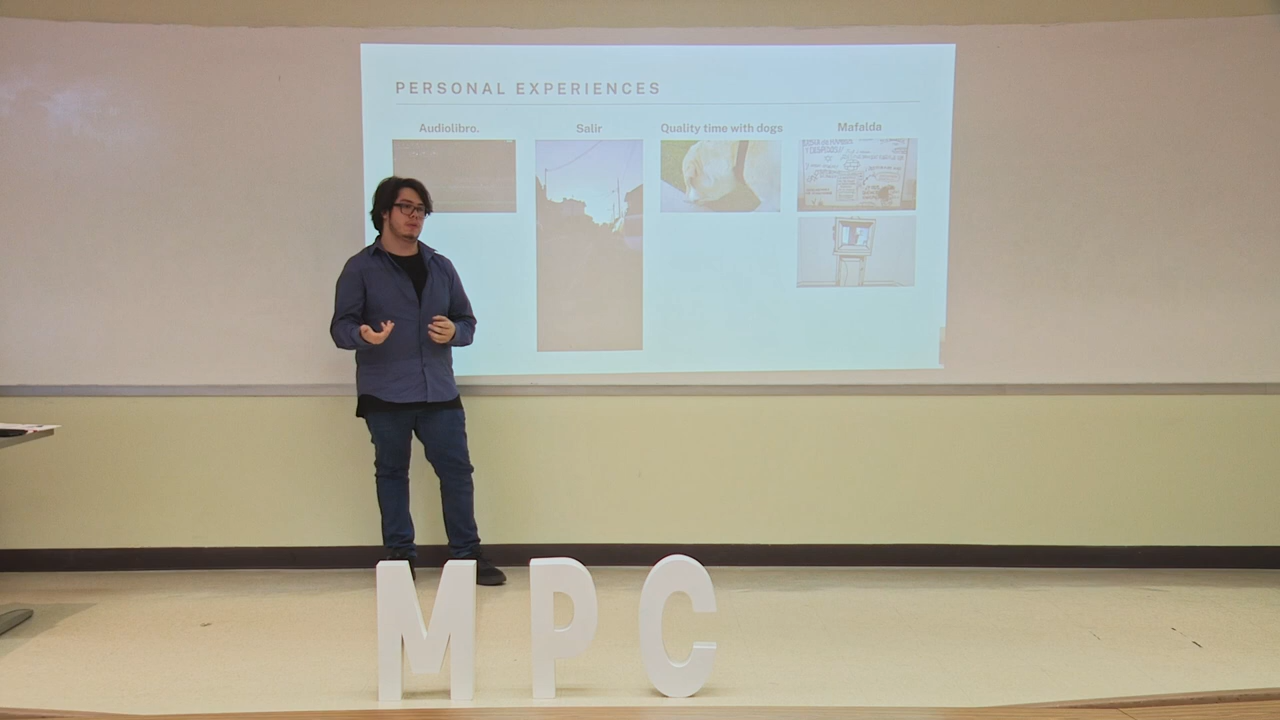 PERSONAL EXPERIENCES
Audiolibro. Salir Quality time with dogs Mafalda
MPC